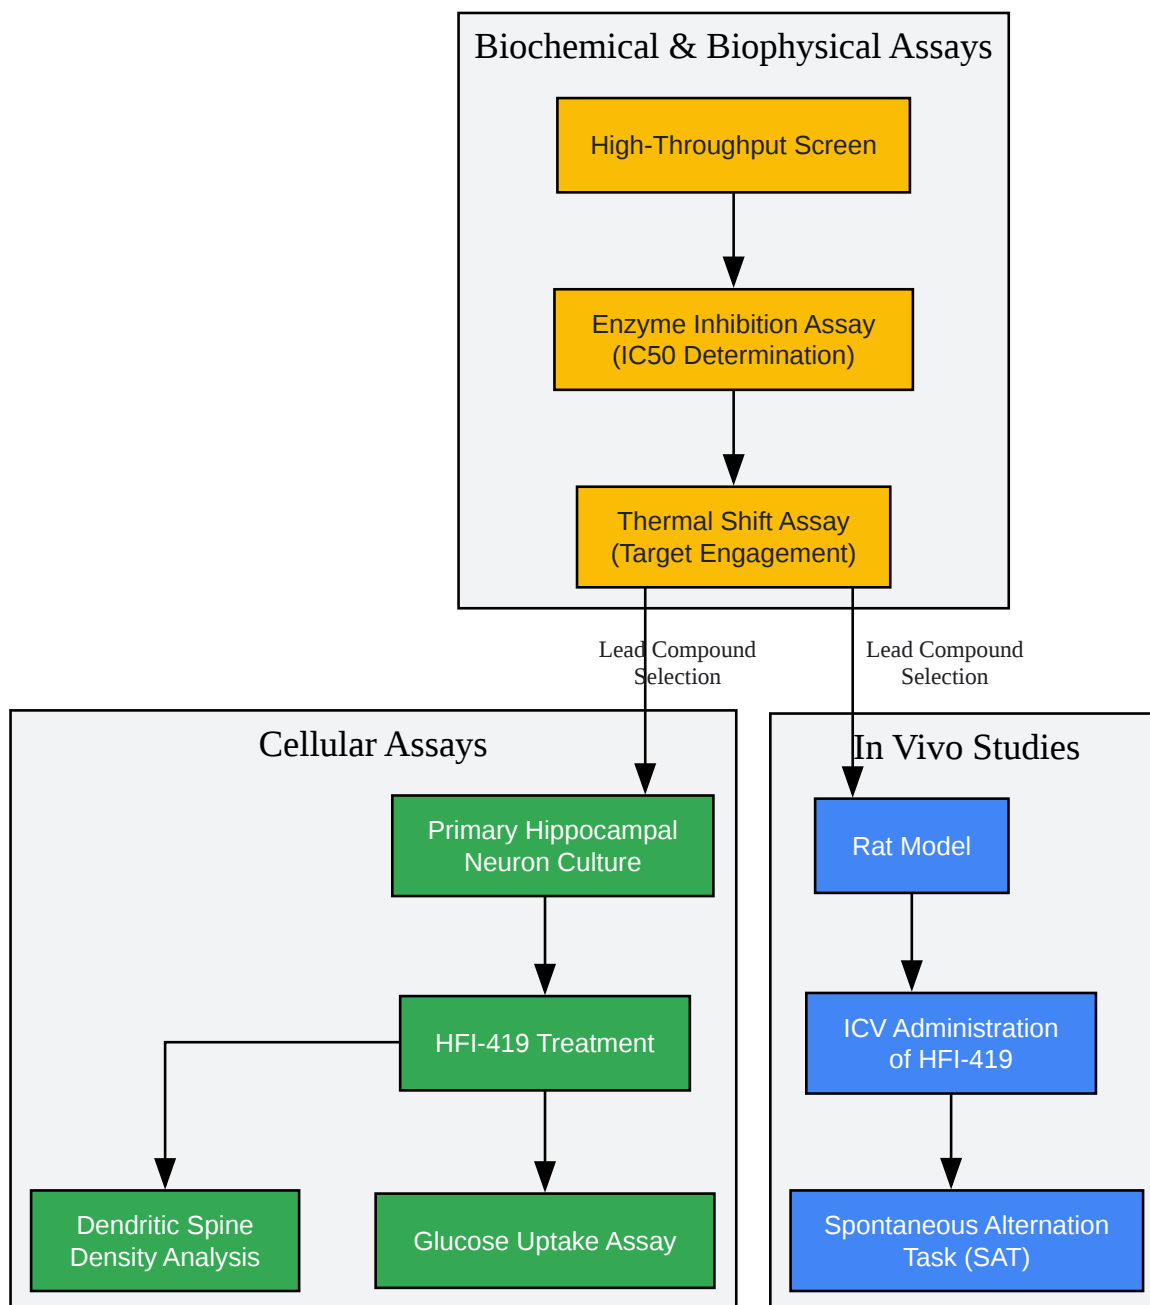 Biochemical & Biophysical Assays
High-Throughput Screen
Enzyme Inhibition Assay
(IC50 Determination)
Thermal Shift Assay
(Target Engagement)
Lead Compound
Selection
Lead Compound
Selection
Cellular Assays
Primary Hippocampal
Neuron Culture
HFI-419 Treatment
Dendritic Spine
Density Analysis
Glucose Uptake Assay
In Vivo Studies
Rat Model
ICV Administration
of HFI-419
Spontaneous Alternation
Task (SAT)